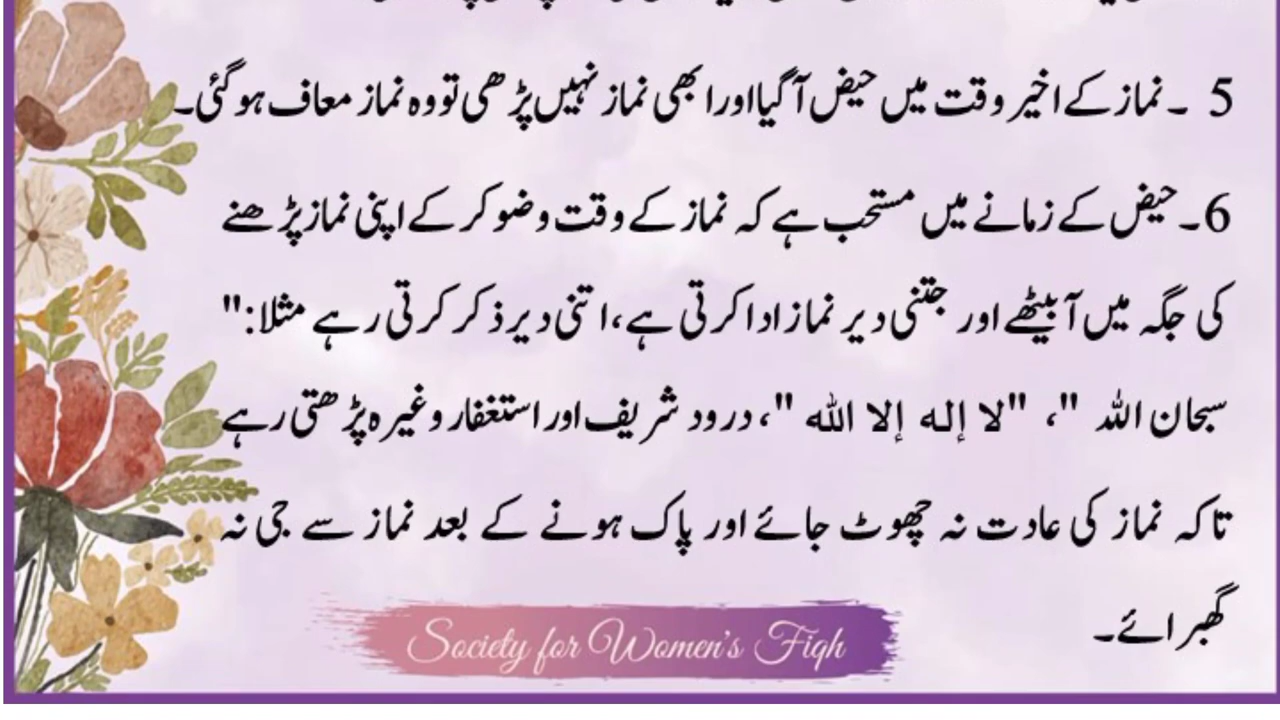 5 ۔ نماز کے اخیر وقت میں حیض آگیا اور ابھی نماز نہیں پڑھی تو وہ نماز معاف ہوگئی۔
6۔ حیض کے زمانے میں مستحب ہے کہ نماز کے وقت وضو کر کے اپنی نماز پڑھنے
کی جگہ میں آ بیٹھے اور جتنی دیر نماز ادا کرتی ہے، اتنی دیر ذکر کرتی رہے مثلا: "
سبحان اللہ "، "لا إله إلا الله "، درود شریف اور استغفار وغیرہ پڑھتی رہے
تاکہ نماز کی عادت نہ چھوٹ جائے اور پاک ہونے کے بعد نماز سے جی نہ
گھبرائے۔
Society for Women's Fiqh